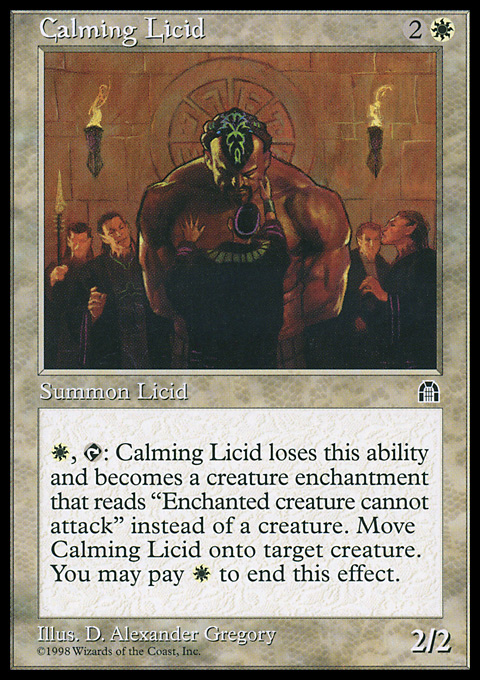 Calming Licid 2
Summon Licid
, : Calming Licid loses this ability
and becomes a creature enchantment
that reads “Enchanted creature cannot
attack” instead of a creature. Move
Calming Licid onto target creature.
You may pay to end this effect.
Illus. D. Alexander Gregory
©1998 Wizards of the Coast, Inc.
2/2